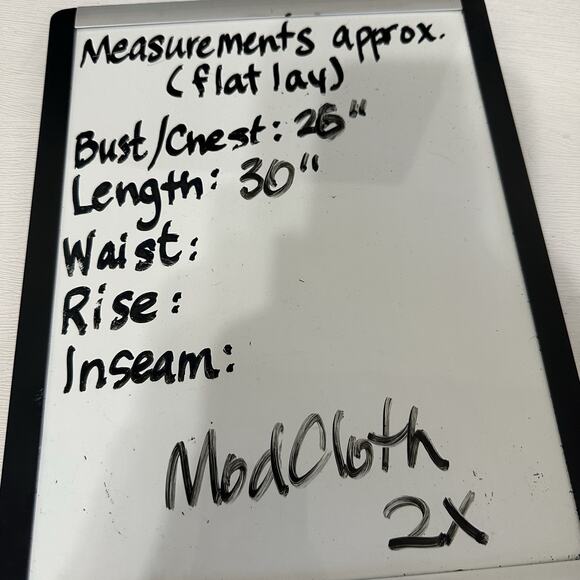 Measurements approx.
(flat lay)
Bust/Chest: 26"
Length: 30"
Waist:
Rise:
Inseam:
ModCloth
2X